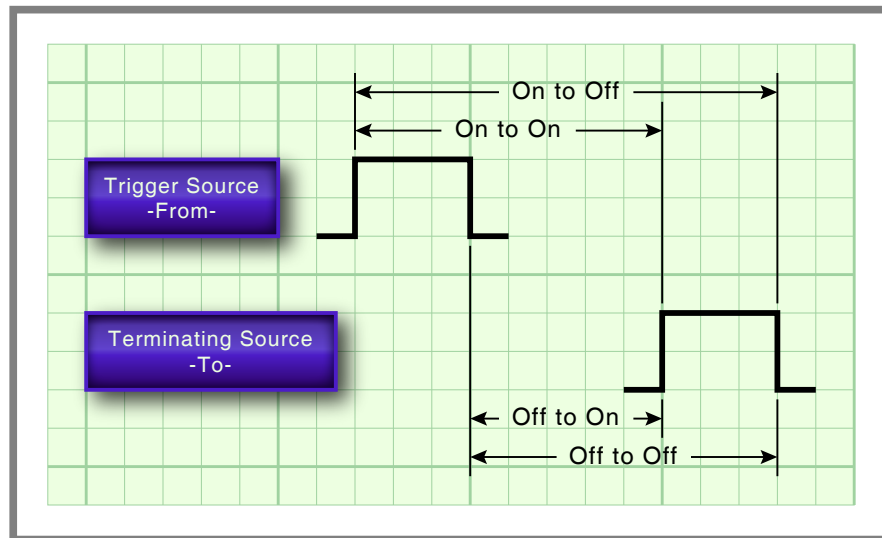 On to Off
On to On
Trigger Source
-From-
Terminating Source
-To-
Off to On
Off to Off